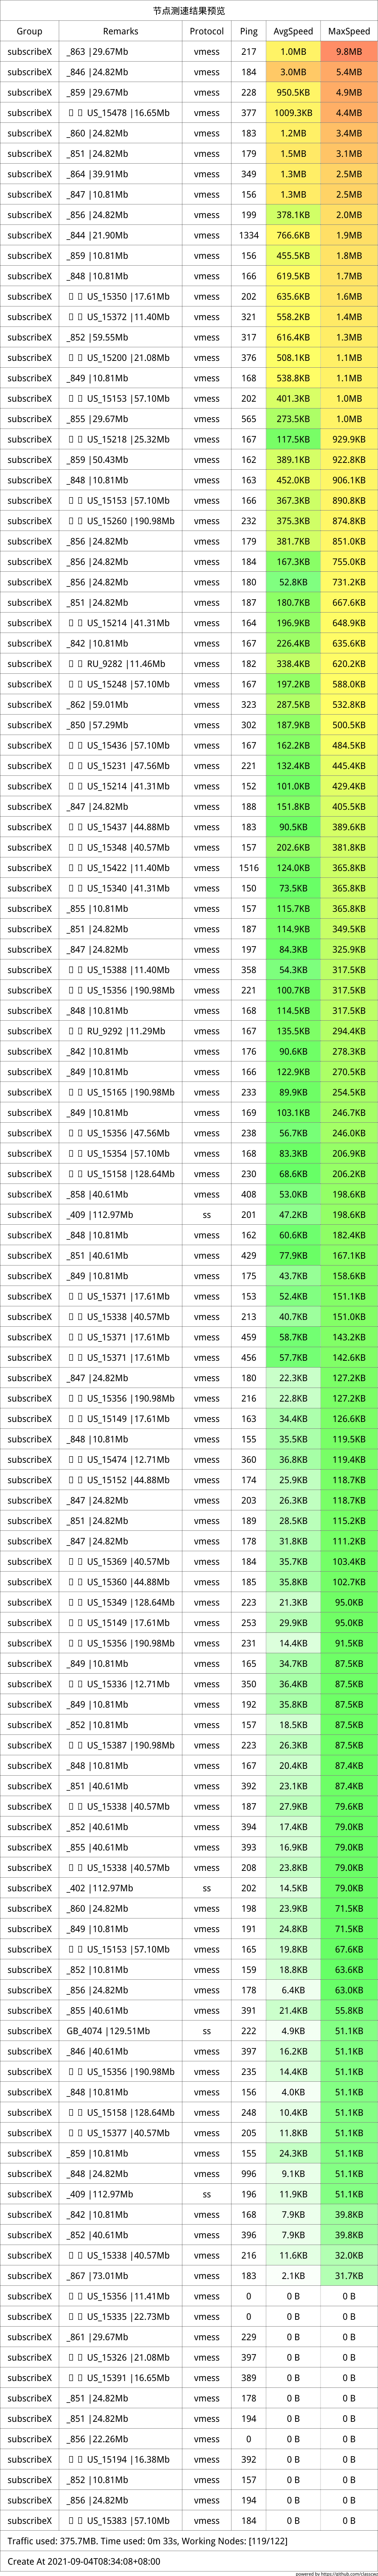 节点测速结果预览
Group Remarks Protocol Ping AvgSpeed MaxSpeed
subscribeX _863 |29.67Mb vmess 217 1.0MB 9.8MB
subscribeX _846 |24.82Mb vmess 184 3.0MB 5.4MB
subscribeX _859 |29.67Mb vmess 228 950.5KB 4.9MB
subscribeX US_15478 |16.65Mb vmess 377 1009.3KB 4.4MB
subscribeX _860 |24.82Mb vmess 183 1.2MB 3.4MB
subscribeX _851 |24.82Mb vmess 179 1.5MB 3.1MB
subscribeX _864 |39.91Mb vmess 349 1.3MB 2.5MB
subscribeX _847 |10.81Mb vmess 156 1.3MB 2.5MB
subscribeX _856 |24.82Mb vmess 199 378.1KB 2.0MB
subscribeX _844 |21.90Mb vmess 1334 766.6KB 1.9MB
subscribeX _859 |10.81Mb vmess 156 455.5KB 1.8MB
subscribeX _848 |10.81Mb vmess 166 619.5KB 1.7MB
subscribeX US_15350 |17.61Mb vmess 202 635.6KB 1.6MB
subscribeX US_15372 |11.40Mb vmess 321 558.2KB 1.4MB
subscribeX _852 |59.55Mb vmess 317 616.4KB 1.3MB
subscribeX US_15200 |21.08Mb vmess 376 508.1KB 1.1MB
subscribeX _849 |10.81Mb vmess 168 538.8KB 1.1MB
subscribeX US_15153 |57.10Mb vmess 202 401.3KB 1.0MB
subscribeX _855 |29.67Mb vmess 565 273.5KB 1.0MB
subscribeX US_15218 |25.32Mb vmess 167 117.5KB 929.9KB
subscribeX _859 |50.43Mb vmess 162 389.1KB 922.8KB
subscribeX _848 |10.81Mb vmess 163 452.0KB 906.1KB
subscribeX US_15153 |57.10Mb vmess 166 367.3KB 890.8KB
subscribeX US_15260 |190.98Mb vmess 232 375.3KB 874.8KB
subscribeX _856 |24.82Mb vmess 179 381.7KB 851.0KB
subscribeX _856 |24.82Mb vmess 184 167.3KB 755.0KB
subscribeX _856 |24.82Mb vmess 180 52.8KB 731.2KB
subscribeX _851 |24.82Mb vmess 187 180.7KB 667.6KB
subscribeX US_15214 |41.31Mb vmess 164 196.9KB 648.9KB
subscribeX _842 |10.81Mb vmess 167 226.4KB 635.6KB
subscribeX RU_9282 |11.46Mb vmess 182 338.4KB 620.2KB
subscribeX US_15248 |57.10Mb vmess 167 197.2KB 588.0KB
subscribeX _862 |59.01Mb vmess 323 287.5KB 532.8KB
subscribeX _850 |57.29Mb vmess 302 187.9KB 500.5KB
subscribeX US_15436 |57.10Mb vmess 167 162.2KB 484.5KB
subscribeX US_15231 |47.56Mb vmess 221 132.4KB 445.4KB
subscribeX US_15214 |41.31Mb vmess 152 101.0KB 429.4KB
subscribeX _847 |24.82Mb vmess 188 151.8KB 405.5KB
subscribeX US_15437 |44.88Mb vmess 183 90.5KB 389.6KB
subscribeX US_15348 |40.57Mb vmess 157 202.6KB 381.8KB
subscribeX US_15422 |11.40Mb vmess 1516 124.0KB 365.8KB
subscribeX US_15340 |41.31Mb vmess 150 73.5KB 365.8KB
subscribeX _855 |10.81Mb vmess 157 115.7KB 365.8KB
subscribeX _851 |24.82Mb vmess 187 114.9KB 349.5KB
subscribeX _847 |24.82Mb vmess 197 84.3KB 325.9KB
subscribeX US_15388 |11.40Mb vmess 358 54.3KB 317.5KB
subscribeX US_15356 |190.98Mb vmess 221 100.7KB 317.5KB
subscribeX _848 |10.81Mb vmess 168 114.5KB 317.5KB
subscribeX RU_9292 |11.29Mb vmess 167 135.5KB 294.4KB
subscribeX _842 |10.81Mb vmess 176 90.6KB 278.3KB
subscribeX _849 |10.81Mb vmess 166 122.9KB 270.5KB
subscribeX US_15165 |190.98Mb vmess 233 89.9KB 254.5KB
subscribeX _849 |10.81Mb vmess 169 103.1KB 246.7KB
subscribeX US_15356 |47.56Mb vmess 238 56.7KB 246.0KB
subscribeX US_15354 |57.10Mb vmess 168 83.3KB 206.9KB
subscribeX US_15158 |128.64Mb vmess 230 68.6KB 206.2KB
subscribeX _858 |40.61Mb vmess 408 53.0KB 198.6KB
subscribeX _409 |112.97Mb ss 201 47.2KB 198.6KB
subscribeX _848 |10.81Mb vmess 162 60.6KB 182.4KB
subscribeX _851 |40.61Mb vmess 429 77.9KB 167.1KB
subscribeX _849 |10.81Mb vmess 175 43.7KB 158.6KB
subscribeX US_15371 |17.61Mb vmess 153 52.4KB 151.1KB
subscribeX US_15338 |40.57Mb vmess 213 40.7KB 151.0KB
subscribeX US_15371 |17.61Mb vmess 459 58.7KB 143.2KB
subscribeX US_15371 |17.61Mb vmess 456 57.7KB 142.6KB
subscribeX _847 |24.82Mb vmess 180 22.3KB 127.2KB
subscribeX US_15356 |190.98Mb vmess 216 22.8KB 127.2KB
subscribeX US_15149 |17.61Mb vmess 163 34.4KB 126.6KB
subscribeX _848 |10.81Mb vmess 155 35.5KB 119.5KB
subscribeX US_15474 |12.71Mb vmess 360 36.8KB 119.4KB
subscribeX US_15152 |44.88Mb vmess 174 25.9KB 118.7KB
subscribeX _847 |24.82Mb vmess 203 26.3KB 118.7KB
subscribeX _851 |24.82Mb vmess 189 28.5KB 115.2KB
subscribeX _847 |24.82Mb vmess 178 31.8KB 111.2KB
subscribeX US_15369 |40.57Mb vmess 184 35.7KB 103.4KB
subscribeX US_15360 |44.88Mb vmess 185 35.8KB 102.7KB
subscribeX US_15349 |128.64Mb vmess 223 21.3KB 95.0KB
subscribeX US_15149 |17.61Mb vmess 253 29.9KB 95.0KB
subscribeX US_15356 |190.98Mb vmess 231 14.4KB 91.5KB
subscribeX _849 |10.81Mb vmess 165 34.7KB 87.5KB
subscribeX US_15336 |12.71Mb vmess 350 36.4KB 87.5KB
subscribeX _849 |10.81Mb vmess 192 35.8KB 87.5KB
subscribeX _852 |10.81Mb vmess 157 18.5KB 87.5KB
subscribeX US_15387 |190.98Mb vmess 223 26.3KB 87.5KB
subscribeX _848 |10.81Mb vmess 167 20.4KB 87.4KB
subscribeX _851 |40.61Mb vmess 392 23.1KB 87.4KB
subscribeX US_15338 |40.57Mb vmess 187 27.9KB 79.6KB
subscribeX _852 |40.61Mb vmess 394 17.4KB 79.0KB
subscribeX _855 |40.61Mb vmess 393 16.9KB 79.0KB
subscribeX US_15338 |40.57Mb vmess 208 23.8KB 79.0KB
subscribeX _402 |112.97Mb ss 202 14.5KB 79.0KB
subscribeX _860 |24.82Mb vmess 198 23.9KB 71.5KB
subscribeX _849 |10.81Mb vmess 191 24.8KB 71.5KB
subscribeX US_15153 |57.10Mb vmess 165 19.8KB 67.6KB
subscribeX _852 |10.81Mb vmess 159 18.8KB 63.6KB
subscribeX _856 |24.82Mb vmess 178 6.4KB 63.0KB
subscribeX _855 |40.61Mb vmess 391 21.4KB 55.8KB
subscribeX GB_4074 |129.51Mb ss 222 4.9KB 51.1KB
subscribeX _846 |40.61Mb vmess 397 16.2KB 51.1KB
subscribeX US_15356 |190.98Mb vmess 235 14.4KB 51.1KB
subscribeX _848 |10.81Mb vmess 156 4.0KB 51.1KB
subscribeX US_15158 |128.64Mb vmess 248 10.4KB 51.1KB
subscribeX US_15377 |40.57Mb vmess 205 11.8KB 51.1KB
subscribeX _859 |10.81Mb vmess 155 24.3KB 51.1KB
subscribeX _848 |24.82Mb vmess 996 9.1KB 51.1KB
subscribeX _409 |112.97Mb ss 196 11.9KB 51.1KB
subscribeX _842 |10.81Mb vmess 168 7.9KB 39.8KB
subscribeX _852 |40.61Mb vmess 396 7.9KB 39.8KB
subscribeX US_15338 |40.57Mb vmess 216 11.6KB 32.0KB
subscribeX _867 |73.01Mb vmess 183 2.1KB 31.7KB
subscribeX US_15356 |11.41Mb vmess 0 0 B 0 B
subscribeX US_15335 |22.73Mb vmess 0 0 B 0 B
subscribeX _861 |29.67Mb vmess 229 0 B 0 B
subscribeX US_15326 |21.08Mb vmess 397 0 B 0 B
subscribeX US_15391 |16.65Mb vmess 389 0 B 0 B
subscribeX _851 |24.82Mb vmess 178 0 B 0 B
subscribeX _851 |24.82Mb vmess 194 0 B 0 B
subscribeX _856 |22.26Mb vmess 0 0 B 0 B
subscribeX US_15194 |16.38Mb vmess 392 0 B 0 B
subscribeX _852 |10.81Mb vmess 157 0 B 0 B
subscribeX _856 |24.82Mb vmess 194 0 B 0 B
subscribeX US_15383 |57.10Mb vmess 184 0 B 0 B
Traffic used: 375.7MB. Time used: 0m 33s, Working Nodes: [119/122]
Create At 2021-09-04T08:34:08+08:00
powered by https://github.com/classcwz